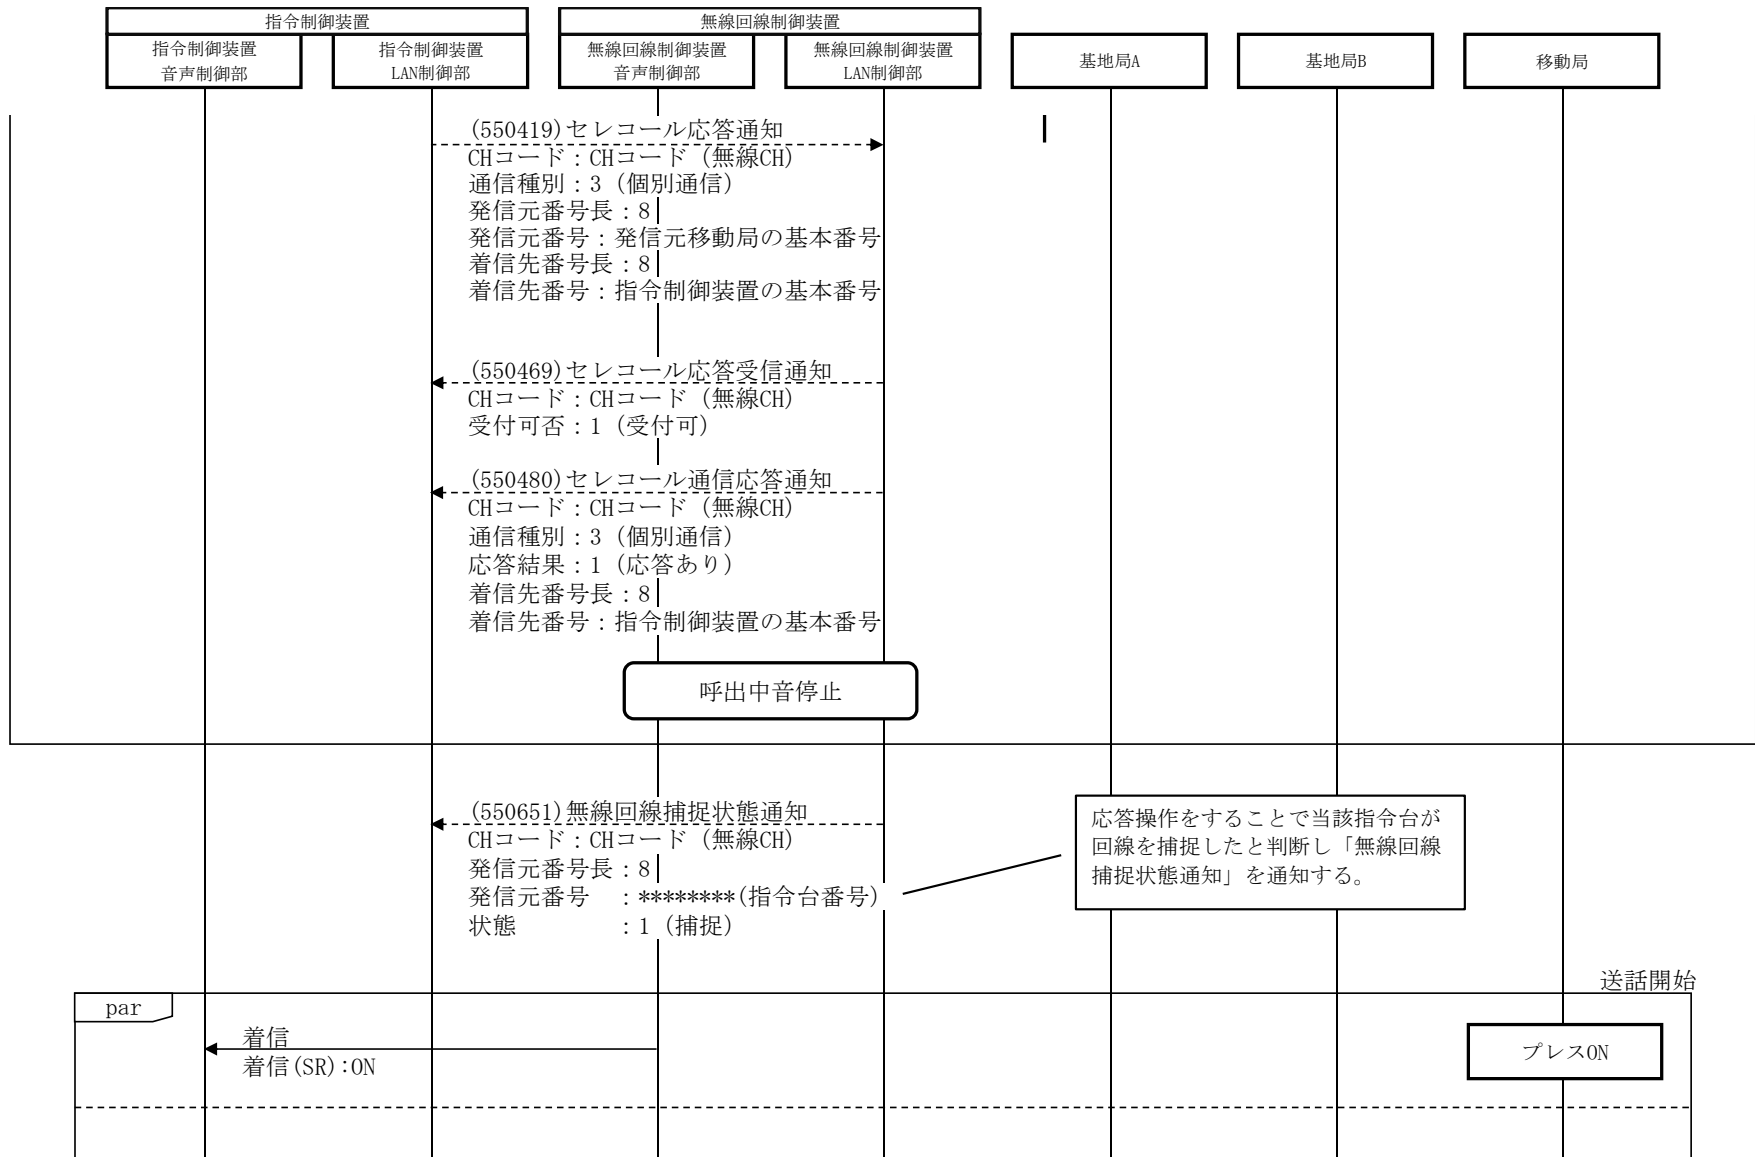 指令制御装置
無線回線制御装置
指令制御装置
音声制御部
指令制御装置
LAN制御部
無線回線制御装置
音声制御部
無線回線制御装置
LAN制御部
基地局A
基地局B
移動局
(550419)セレコール応答通知
CHコード：CHコード（無線CH）
通信種別：3（個別通信）
発信元番号長：8
発信元番号：発信元移動局の基本番号
着信先番号長：8
着信先番号：指令制御装置の基本番号
(550469)セレコール応答受信通知
CHコード：CHコード（無線CH）
受付可否：1（受付可）
(550480)セレコール通信応答通知
CHコード：CHコード（無線CH）
通信種別：3（個別通信）
応答結果：1（応答あり）
着信先番号長：8
着信先番号：指令制御装置の基本番号
呼出中音停止
(550651)無線回線捕捉状態通知
CHコード：CHコード（無線CH）
発信元番号長：8
発信元番号　：********(指令台番号)
状態　　　　：1（捕捉）
応答操作をすることで当該指令台が
回線を捕捉したと判断し「無線回線
捕捉状態通知」を通知する。
送話開始
par
着信
着信(SR):ON
プレスON